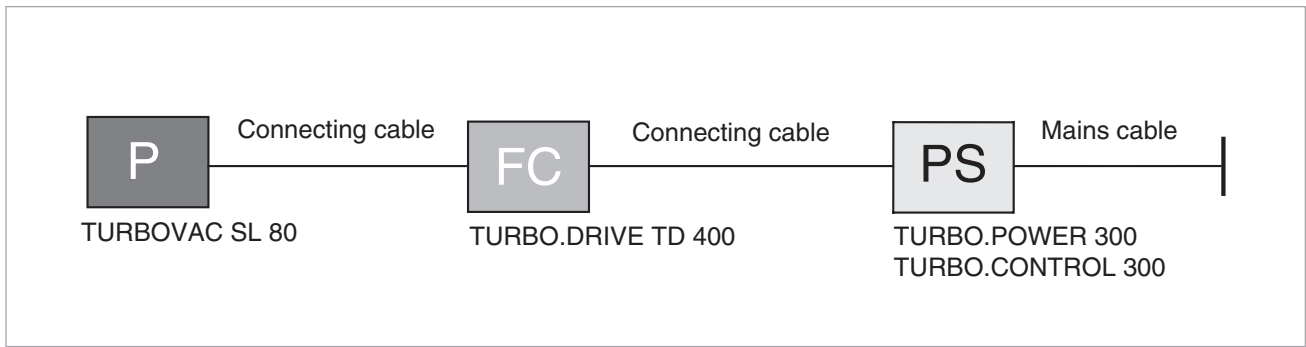 P
Connecting cable
FC
Connecting cable
PS
Mains cable
TURBOVAC SL 80
TURBO.DRIVE TD 400
TURBO.POWER 300
TURBO.CONTROL 300